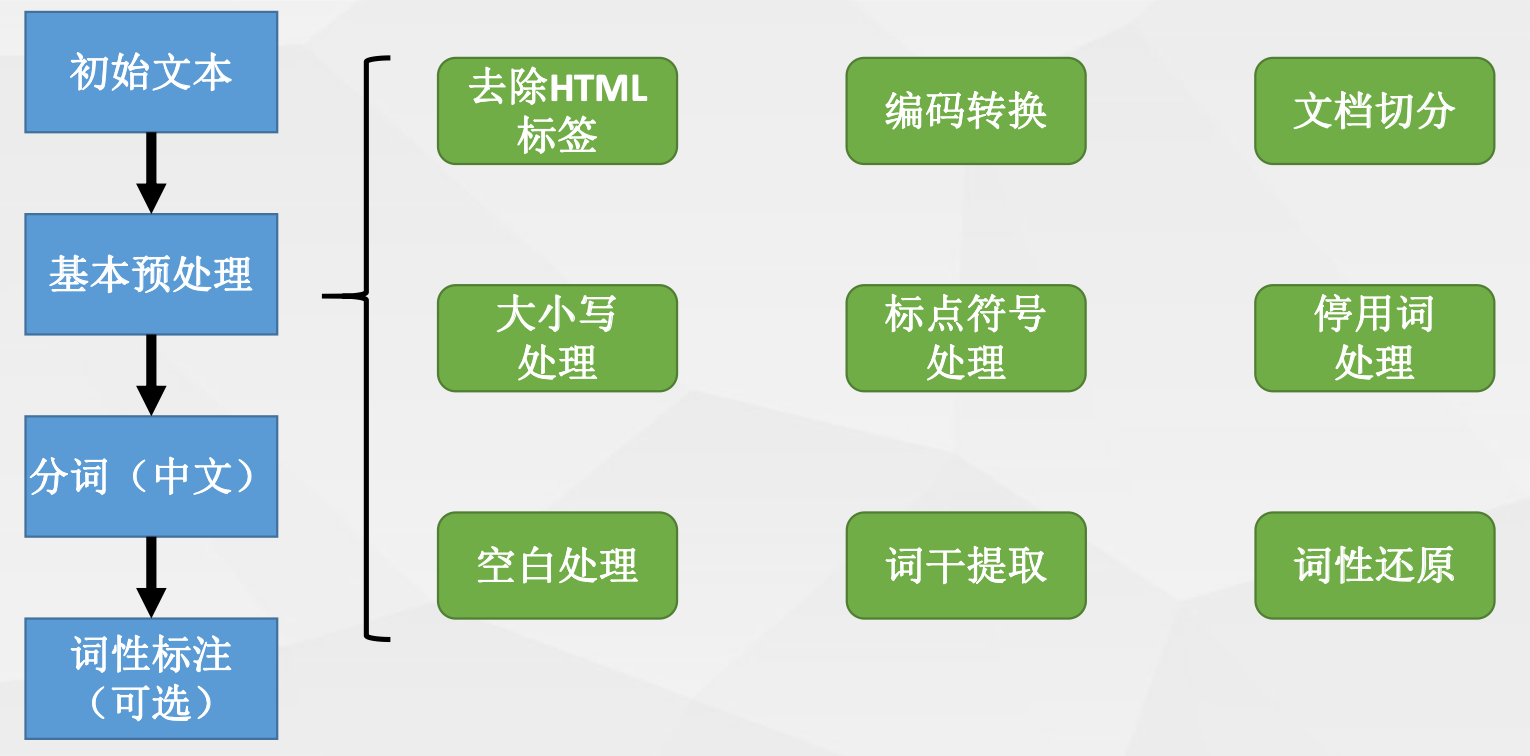 初始文本
基本预处理
分词（中文）
词性标注
（可选）
去除HTML
标签
编码转换
文档切分
大小写
处理
标点符号
处理
停用词
处理
空白处理
词干提取
词性还原